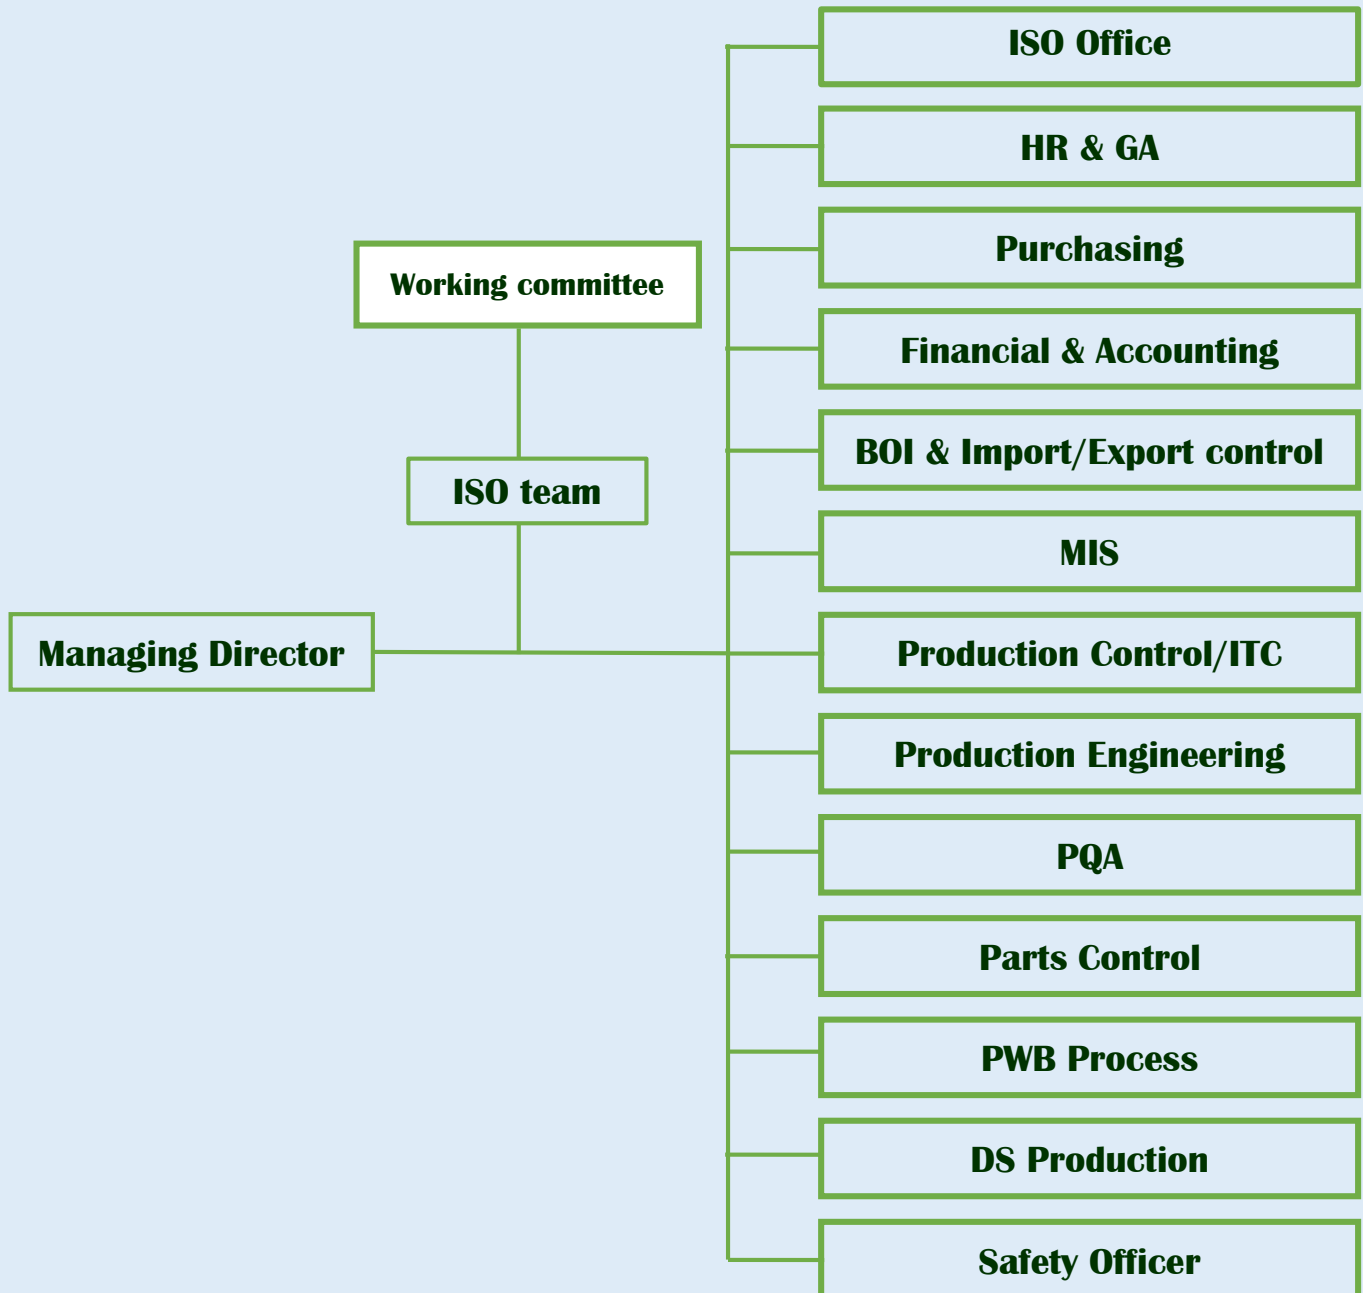 Managing Director
Working committee
ISO team
ISO Office
HR & GA
Purchasing
Financial & Accounting
BOI & Import/Export control
MIS
Production Control/ITC
Production Engineering
PQA
Parts Control
PWB Process
DS Production
Safety Officer